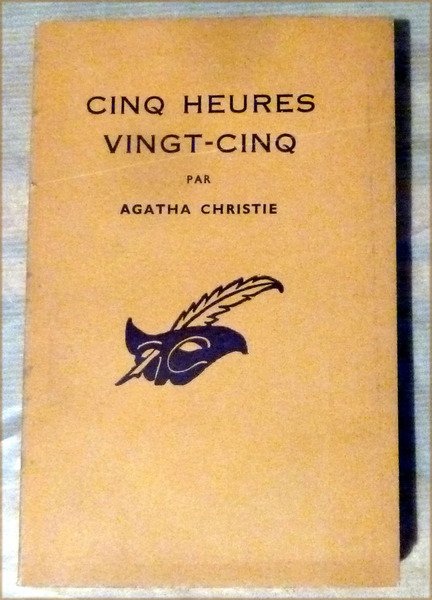 CINQ HEURES
VINGT-CINQ
PAR
AGATHA CHRISTIE